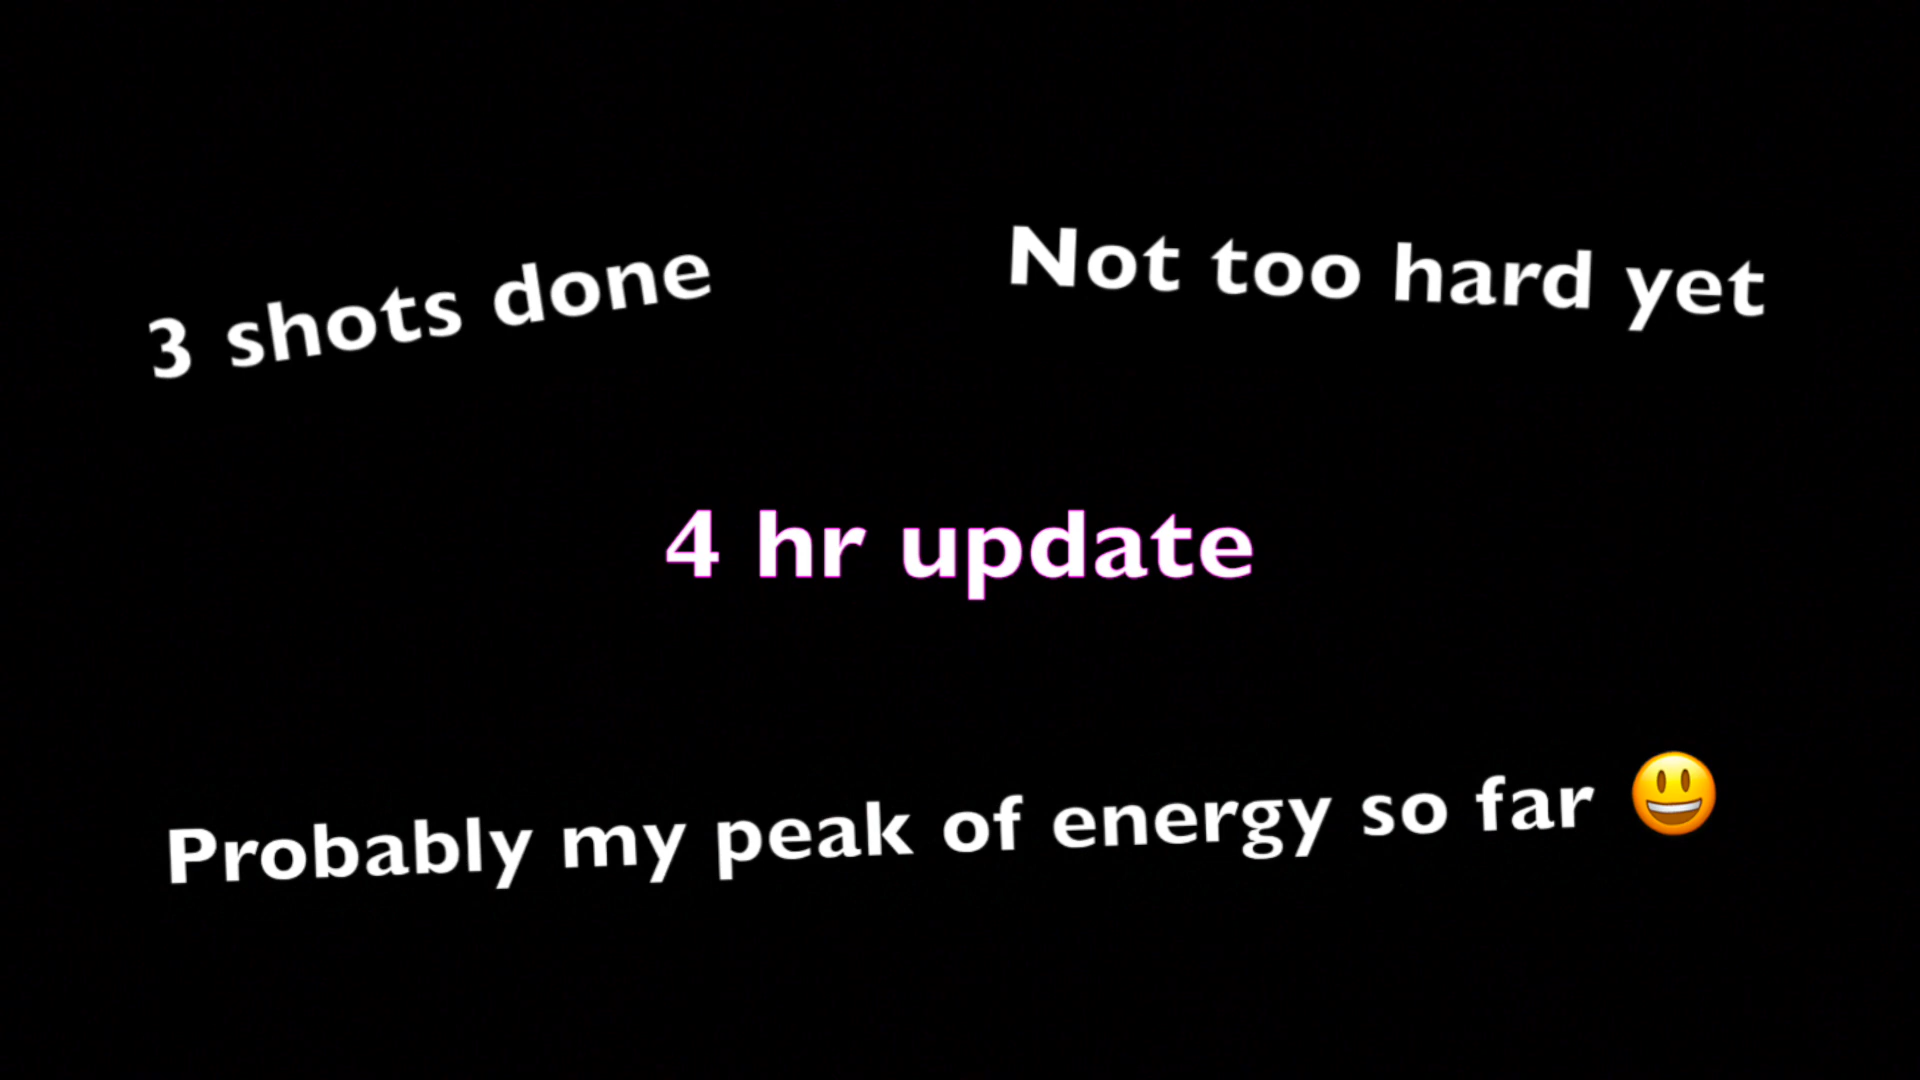 3 shots done
Not too hard yet
4 hr update
Probably my peak of energy so far 😃